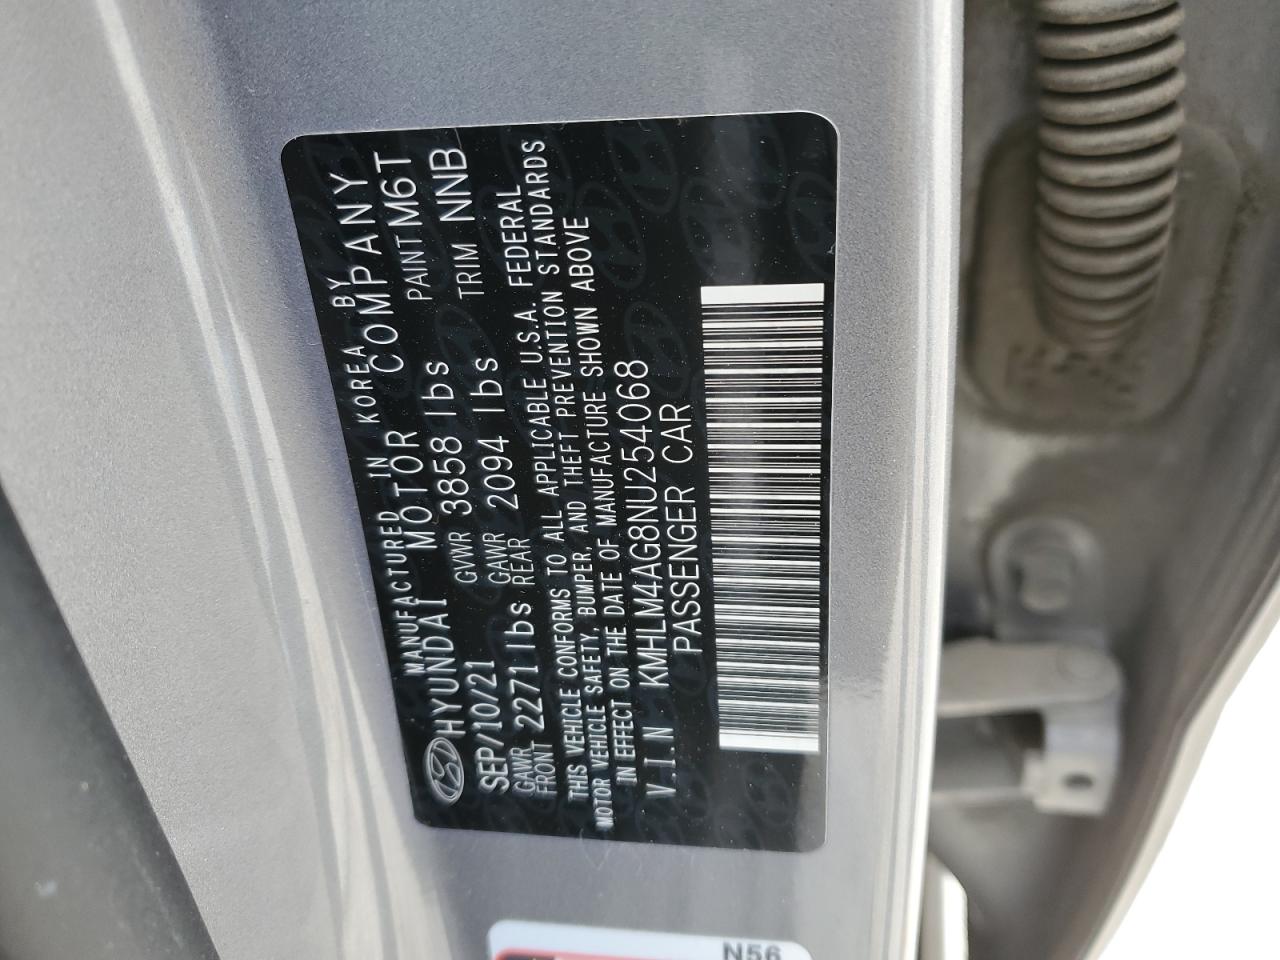 MANUFACTURED IN KOREA BY
HYUNDAI MOTOR COMPANY
SEP/10/21 GVWR 3858 lbs PAINT M6T
GAWR FRONT 2271 lbs GAWR REAR 2094 lbs TRIM NNB
THIS VEHICLE CONFORMS TO ALL APPLICABLE U.S.A. FEDERAL
MOTOR VEHICLE SAFETY, BUMPER, AND THEFT PREVENTION STANDARDS
IN EFFECT ON THE DATE OF MANUFACTURE SHOWN ABOVE
V.I.N KMHLM4AG8NU254068
PASSENGER CAR
N56